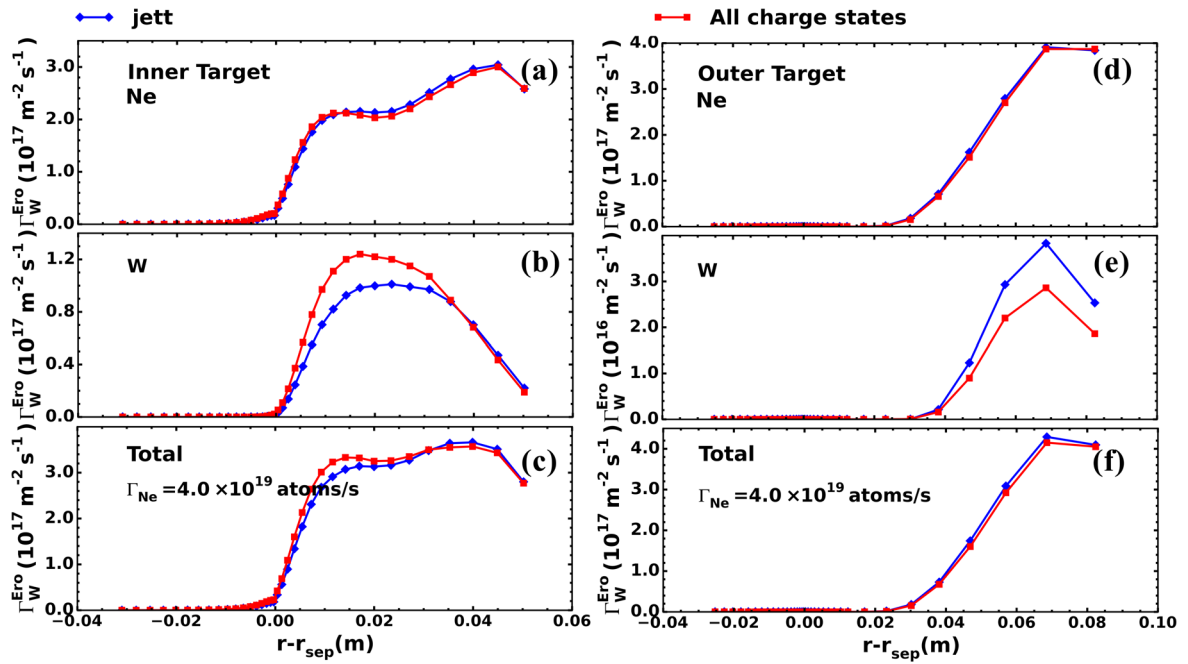 jett
All charge states
Inner Target
Ne
(a)
Γ_W^Ero (10^17 m^-2 s^-1)
3.0
2.0
1.0
0.0
W
(b)
Γ_W^Ero (10^17 m^-2 s^-1)
1.2
0.8
0.4
0.0
Total
(c)
Γ_Ne =4.0 ×10^19 atoms/s
Γ_W^Ero (10^17 m^-2 s^-1)
3.0
2.0
1.0
0.0
−0.04 −0.02 0.00 0.02 0.04 0.06
r-r_sep(m)
Outer Target
Ne
(d)
Γ_W^Ero (10^17 m^-2 s^-1)
4.0
3.0
2.0
1.0
0.0
W
(e)
Γ_W^Ero (10^16 m^-2 s^-1)
3.0
2.0
1.0
0.0
Total
(f)
Γ_Ne =4.0 ×10^19 atoms/s
Γ_W^Ero (10^17 m^-2 s^-1)
4.0
3.0
2.0
1.0
0.0
−0.04 −0.02 0.00 0.02 0.04 0.06 0.08 0.10
r-r_sep(m)